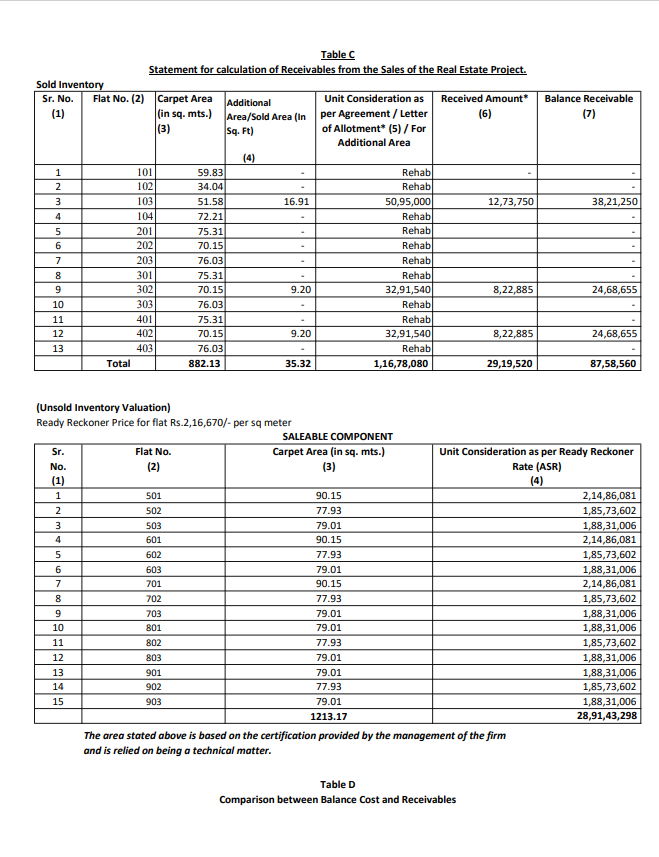 Table C
Statement for calculation of Receivables from the Sales of the Real Estate Project.
Sold Inventory
Sr. No. (1) Flat No. (2) Carpet Area (in sq. mts.) (3) Additional Area/Sold Area (In Sq. Ft) (4) Unit Consideration as per Agreement / Letter of Allotment* (5) / For Additional Area Received Amount* (6) Balance Receivable (7)
1 101 59.83 - Rehab - -
2 102 34.04 - Rehab -
3 103 51.58 16.91 50,95,000 12,73,750 38,21,250
4 104 72.21 - Rehab -
5 201 75.31 - Rehab -
6 202 70.15 - Rehab -
7 203 76.03 - Rehab -
8 301 75.31 - Rehab -
9 302 70.15 9.20 32,91,540 8,22,885 24,68,655
10 303 76.03 - Rehab -
11 401 75.31 - Rehab -
12 402 70.15 9.20 32,91,540 8,22,885 24,68,655
13 403 76.03 - Rehab -
Total 882.13 35.32 1,16,78,080 29,19,520 87,58,560
(Unsold Inventory Valuation)
Ready Reckoner Price for flat Rs.2,16,670/- per sq meter
SALEABLE COMPONENT
Sr. No. (1) Flat No. (2) Carpet Area (in sq. mts.) (3) Unit Consideration as per Ready Reckoner Rate (ASR) (4)
1 501 90.15 2,14,86,081
2 502 77.93 1,85,73,602
3 503 79.01 1,88,31,006
4 601 90.15 2,14,86,081
5 602 77.93 1,85,73,602
6 603 79.01 1,88,31,006
7 701 90.15 2,14,86,081
8 702 77.93 1,85,73,602
9 703 79.01 1,88,31,006
10 801 79.01 1,88,31,006
11 802 77.93 1,85,73,602
12 803 79.01 1,88,31,006
13 901 79.01 1,88,31,006
14 902 77.93 1,85,73,602
15 903 79.01 1,88,31,006
1213.17 28,91,43,298
The area stated above is based on the certification provided by the management of the firm
and is relied on being a technical matter.
Table D
Comparison between Balance Cost and Receivables